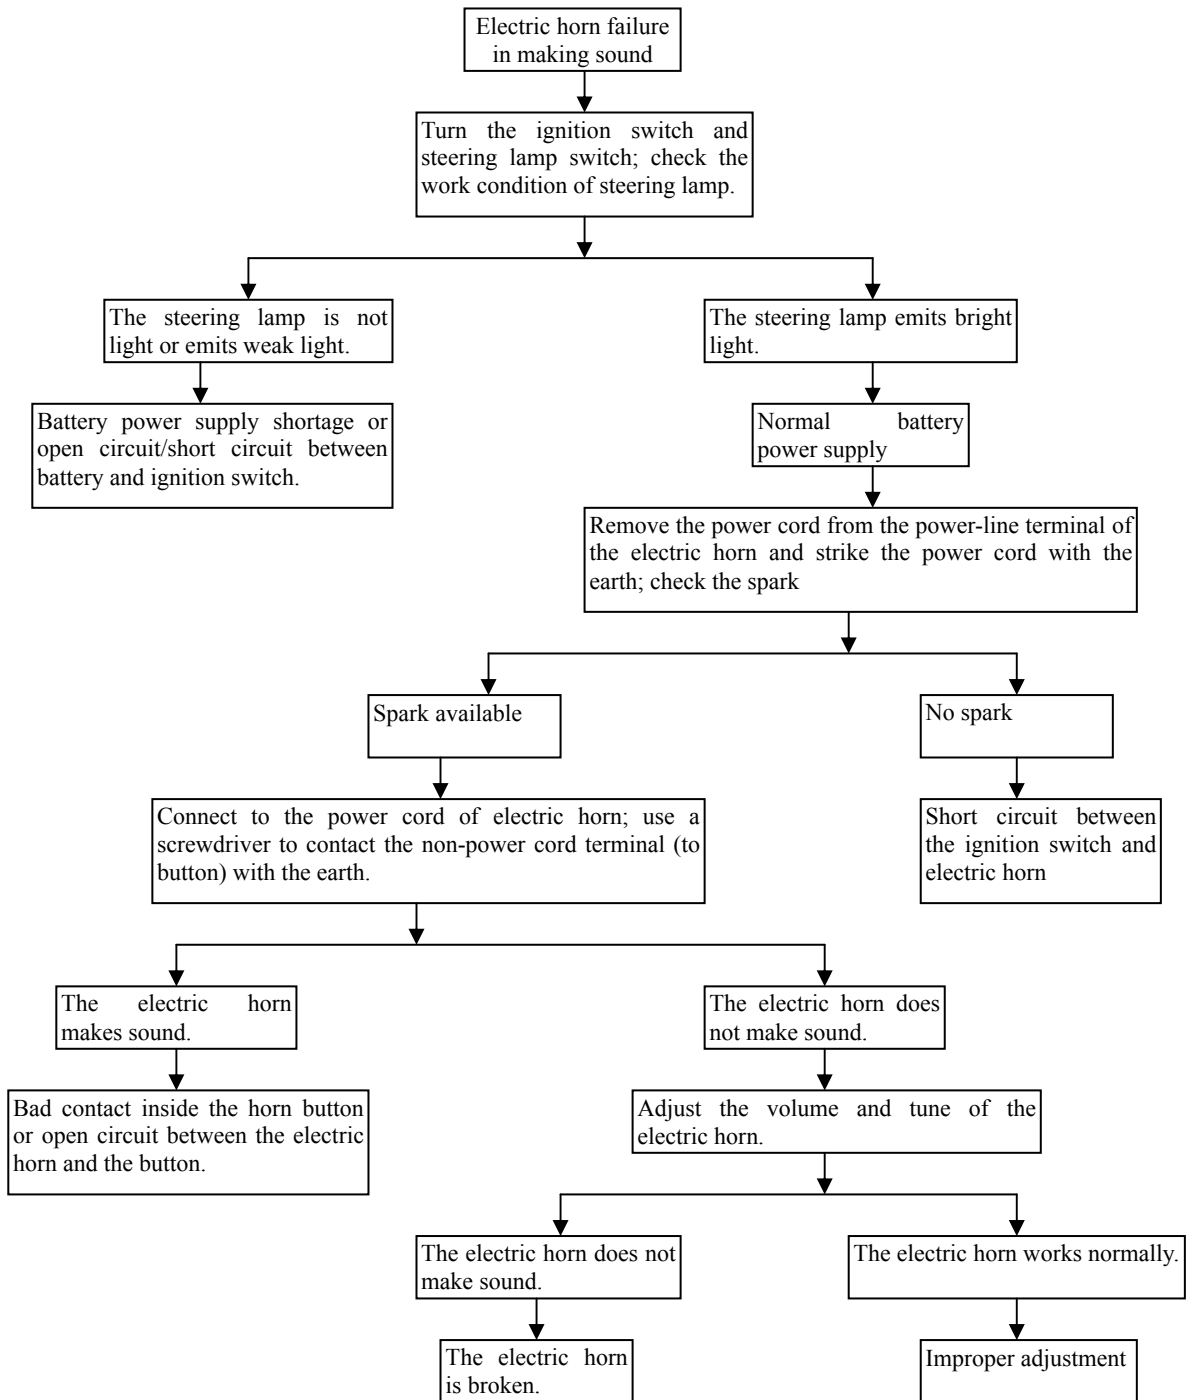 Electric horn failure
in making sound
Turn the ignition switch and
steering lamp switch; check the
work condition of steering lamp.
The steering lamp is not
light or emits weak light.
The steering lamp emits bright
light.
Battery power supply shortage or
open circuit/short circuit between
battery and ignition switch.
Normal battery
power supply
Remove the power cord from the power-line terminal of
the electric horn and strike the power cord with the
earth; check the spark
Spark available
No spark
Connect to the power cord of electric horn; use a
screwdriver to contact the non-power cord terminal (to
button) with the earth.
Short circuit between
the ignition switch and
electric horn
The electric horn
makes sound.
The electric horn does
not make sound.
Bad contact inside the horn button
or open circuit between the electric
horn and the button.
Adjust the volume and tune of the
electric horn.
The electric horn does not
make sound.
The electric horn works normally.
The electric horn
is broken.
Improper adjustment